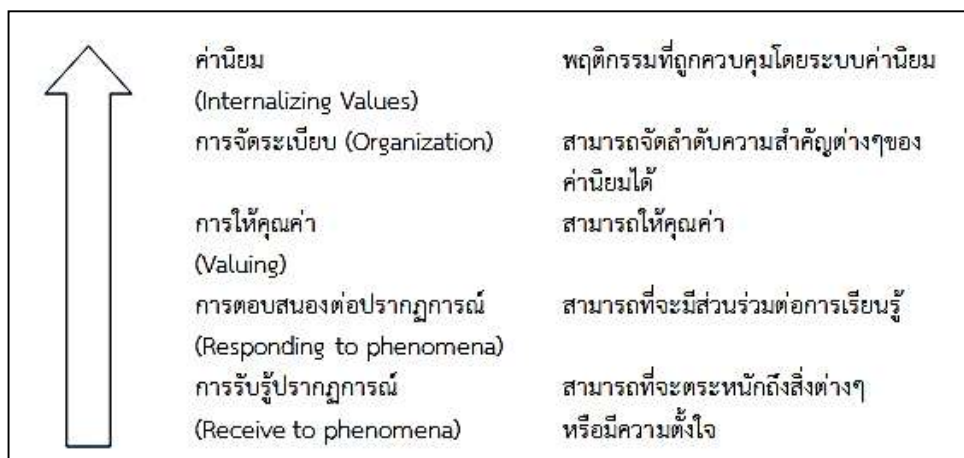 ค่านิยม พฤติกรรมที่ถูกควบคุมโดยระบบค่านิยม
(Internalizing Values)
การจัดระเบียบ (Organization) สามารถจัดลำดับความสำคัญต่างๆของ
ค่านิยมได้
การให้คุณค่า สามารถให้คุณค่า
(Valuing)
การตอบสนองต่อปรากฏการณ์ สามารถที่จะมีส่วนร่วมต่อการเรียนรู้
(Responding to phenomena)
การรับรู้ปรากฏการณ์ สามารถที่จะตระหนักถึงสิ่งต่างๆ
(Receive to phenomena) หรือมีความตั้งใจ